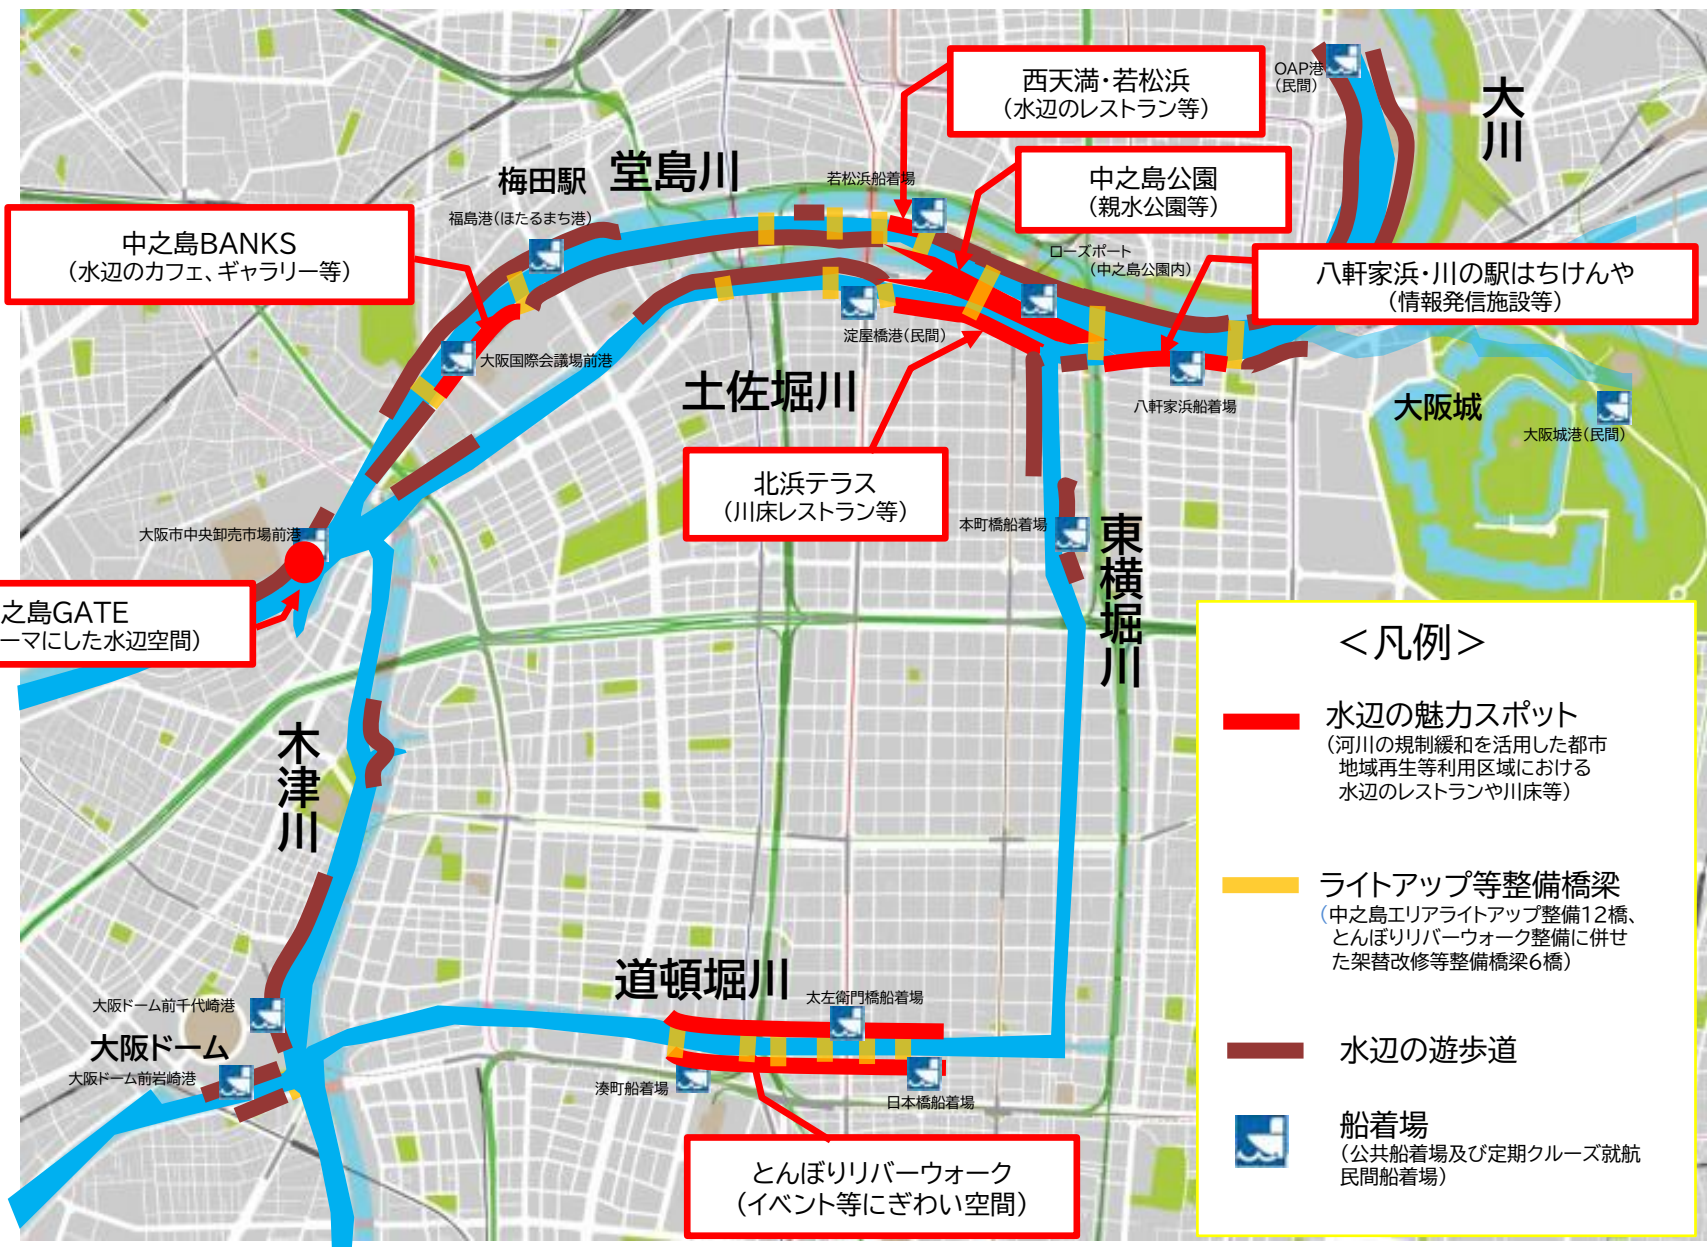 西天満・若松浜
(水辺のレストラン等)
OAP港
(民間)
大川
中之島公園
(親水公園等)
堂島川
梅田駅
若松浜船着場
福島港(ほたるまち港)
中之島BANKS
(水辺のカフェ、ギャラリー等)
ローズポート
(中之島公園内)
八軒家浜・川の駅はちけんや
(情報発信施設等)
淀屋橋港(民間)
大阪国際会議場前港
土佐堀川
八軒家浜船着場
大阪城
大阪城港(民間)
北浜テラス
(川床レストラン等)
本町橋船着場
東横堀川
大阪市中央卸売市場前港
之島GATE
ーマにした水辺空間)
木津川
道頓堀川
太左衛門橋船着場
大阪ドーム前千代崎港
大阪ドーム
大阪ドーム前岩崎港
湊町船着場
日本橋船着場
とんぼりリバーウォーク
(イベント等にぎわい空間)
<凡例>
水辺の魅力スポット
(河川の規制緩和を活用した都市
地域再生等利用区域における
水辺のレストランや川床等)
ライトアップ等整備橋梁
(中之島エリアライトアップ整備12橋、
とんぼりリバーウォーク整備に併せ
た架替改修等整備橋梁6橋)
水辺の遊歩道
船着場
(公共船着場及び定期クルーズ就航
民間船着場)